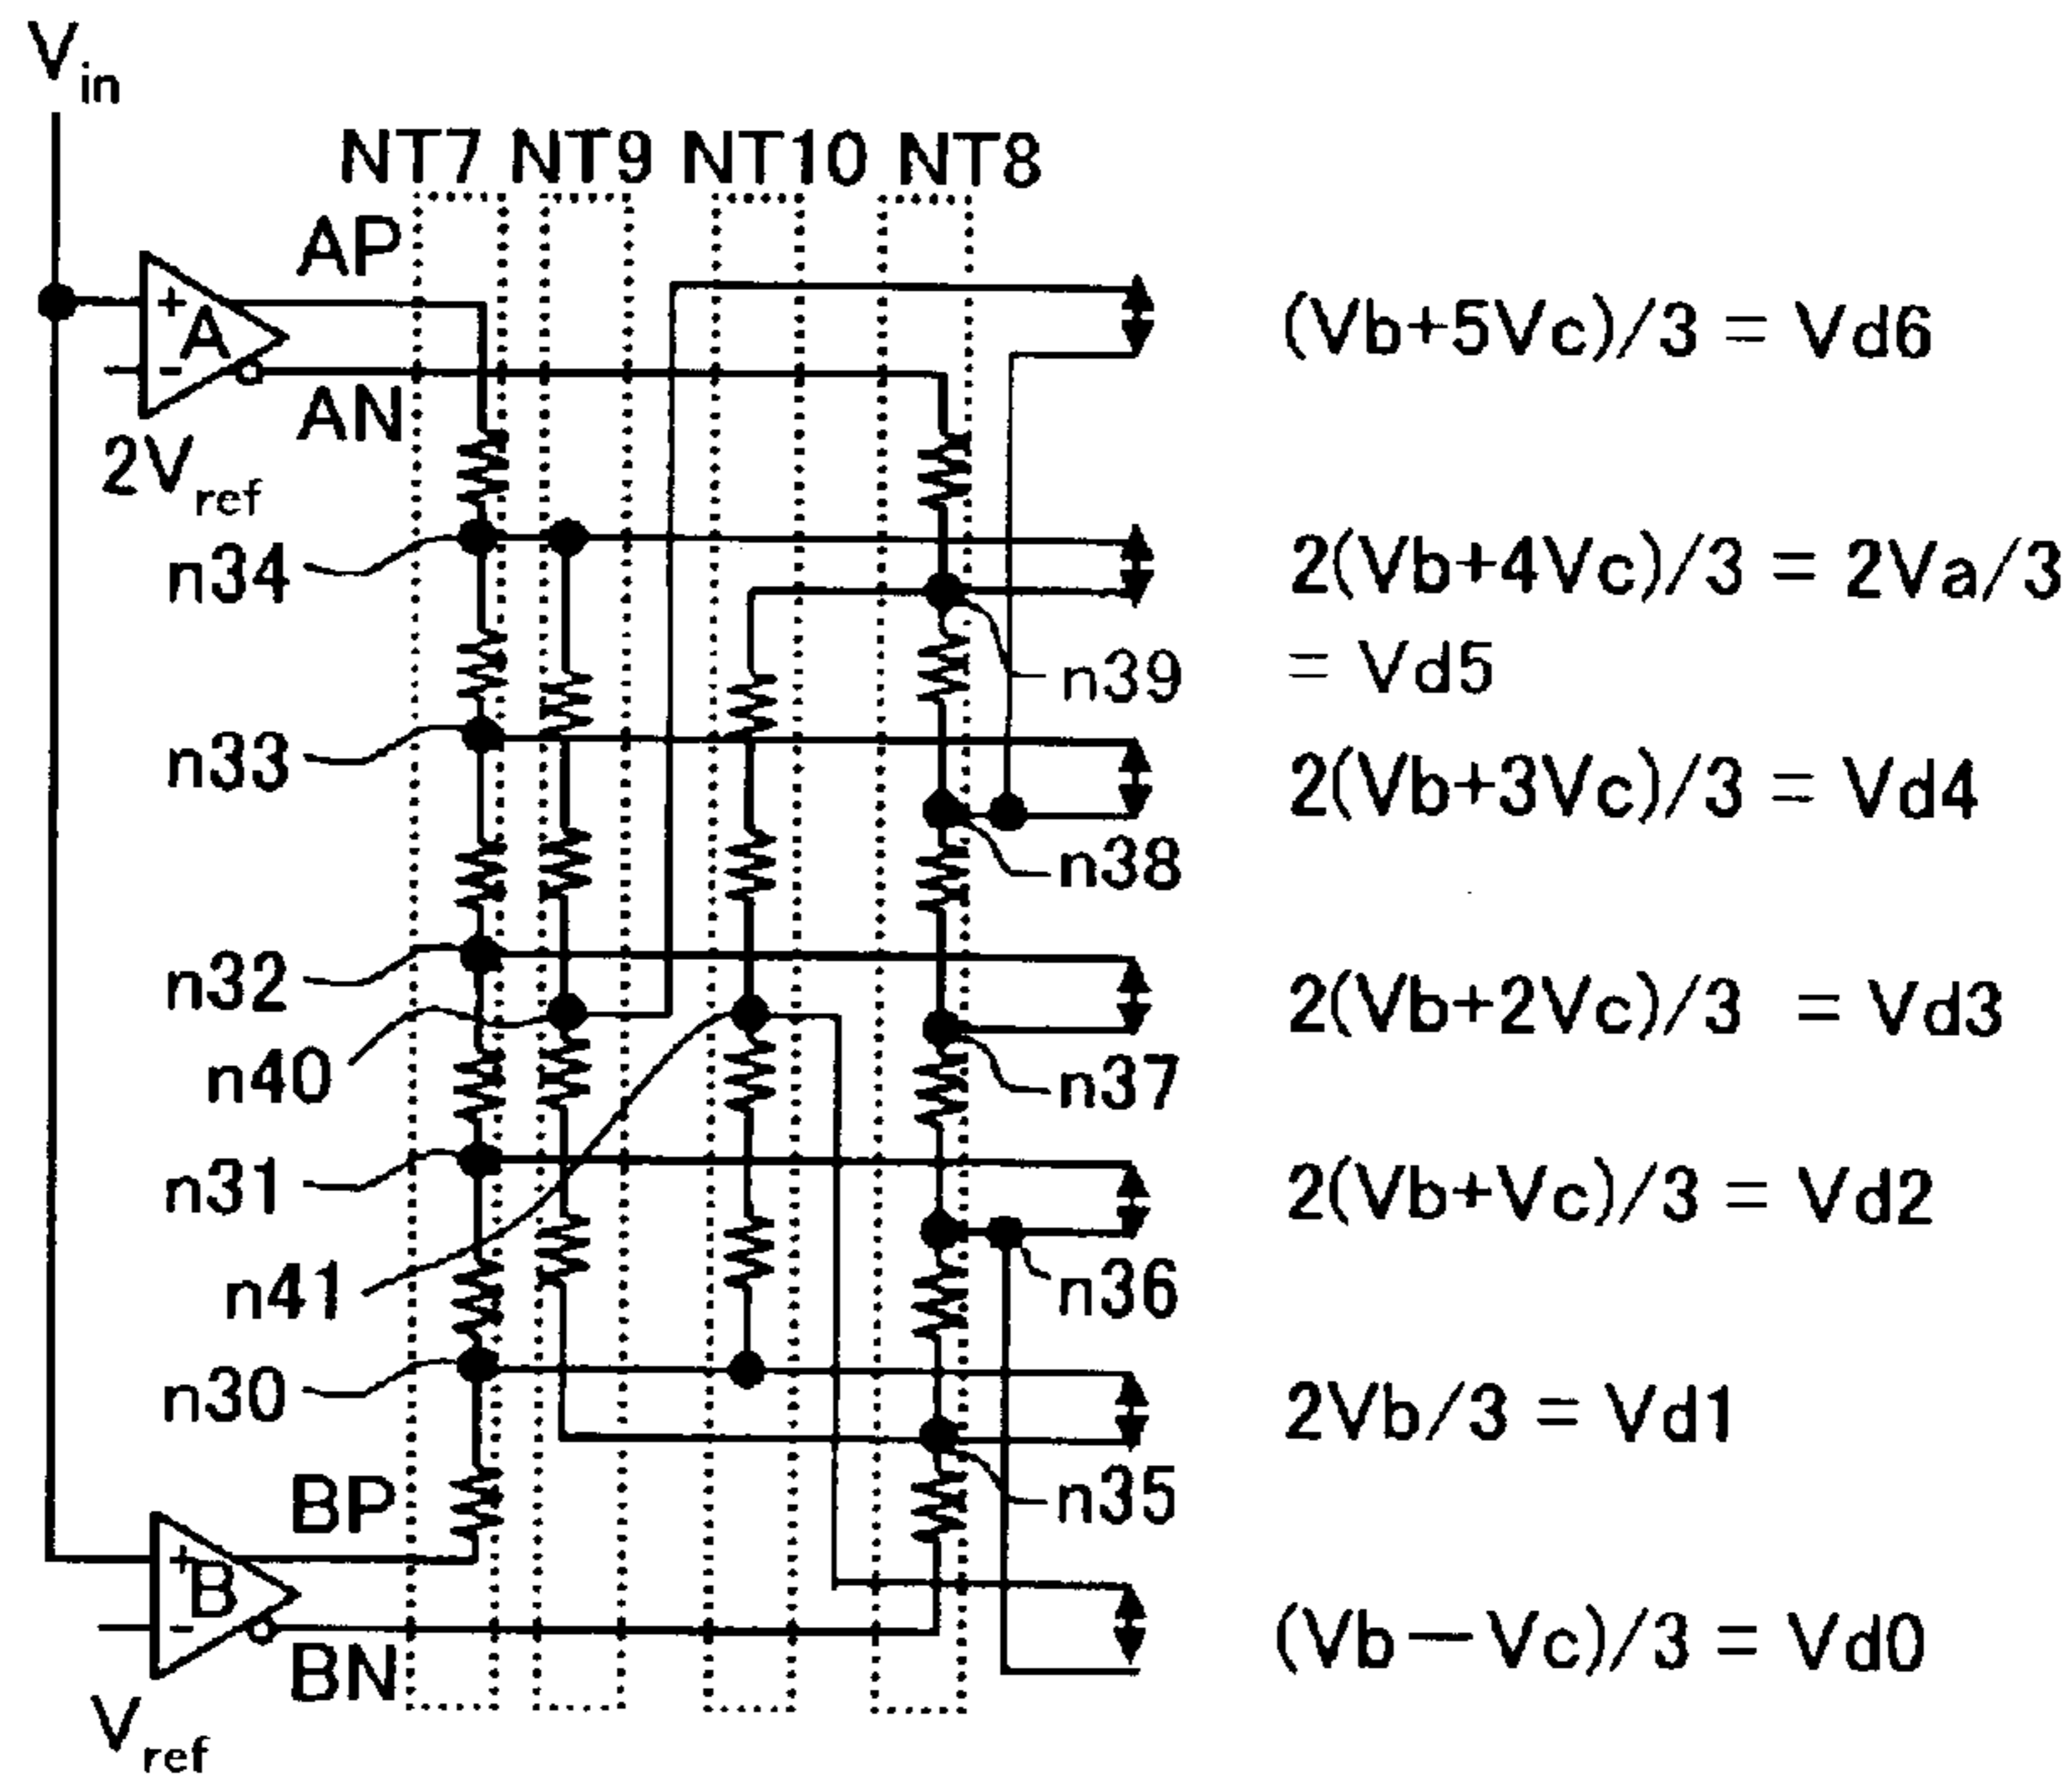 Vin
NT7 NT9 NT10 NT8
AP
+
A
-
AN
2Vref
(Vb+5Vc)/3 = Vd6
n34
2(Vb+4Vc)/3 = 2Va/3
= Vd5
n39
n33
2(Vb+3Vc)/3 = Vd4
n38
n32
2(Vb+2Vc)/3 = Vd3
n40
n37
n31
2(Vb+Vc)/3 = Vd2
n41
n36
n30
2Vb/3 = Vd1
n35
BP
+
B
-
BN
Vref
(Vb−Vc)/3 = Vd0